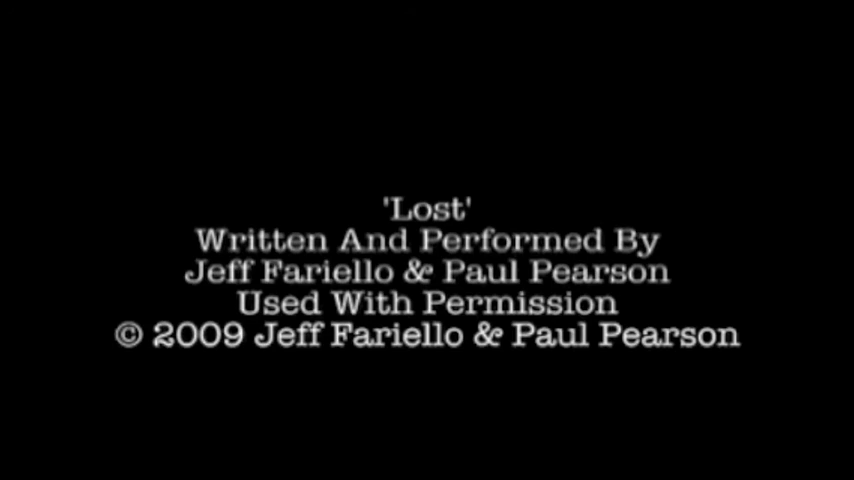 'Lost'
Written And Performed By
Jeff Fariello & Paul Pearson
Used With Permission
© 2009 Jeff Fariello & Paul Pearson